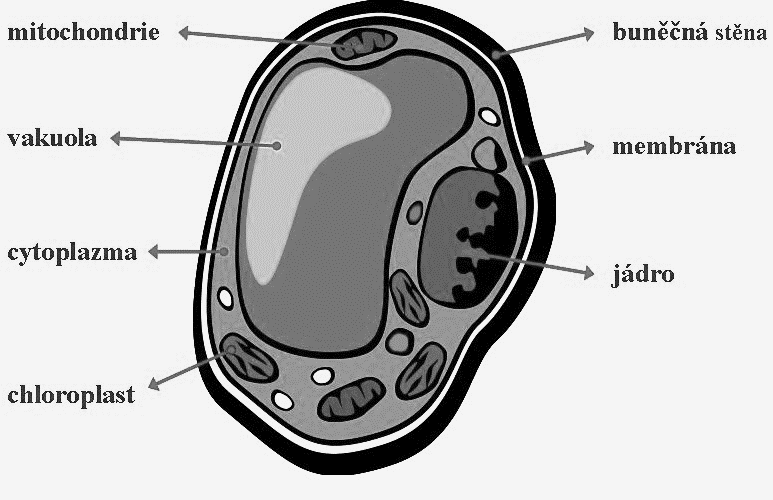 mitochondrie
buněčná stěna
vakuola
membrána
cytoplazma
jádro
chloroplast